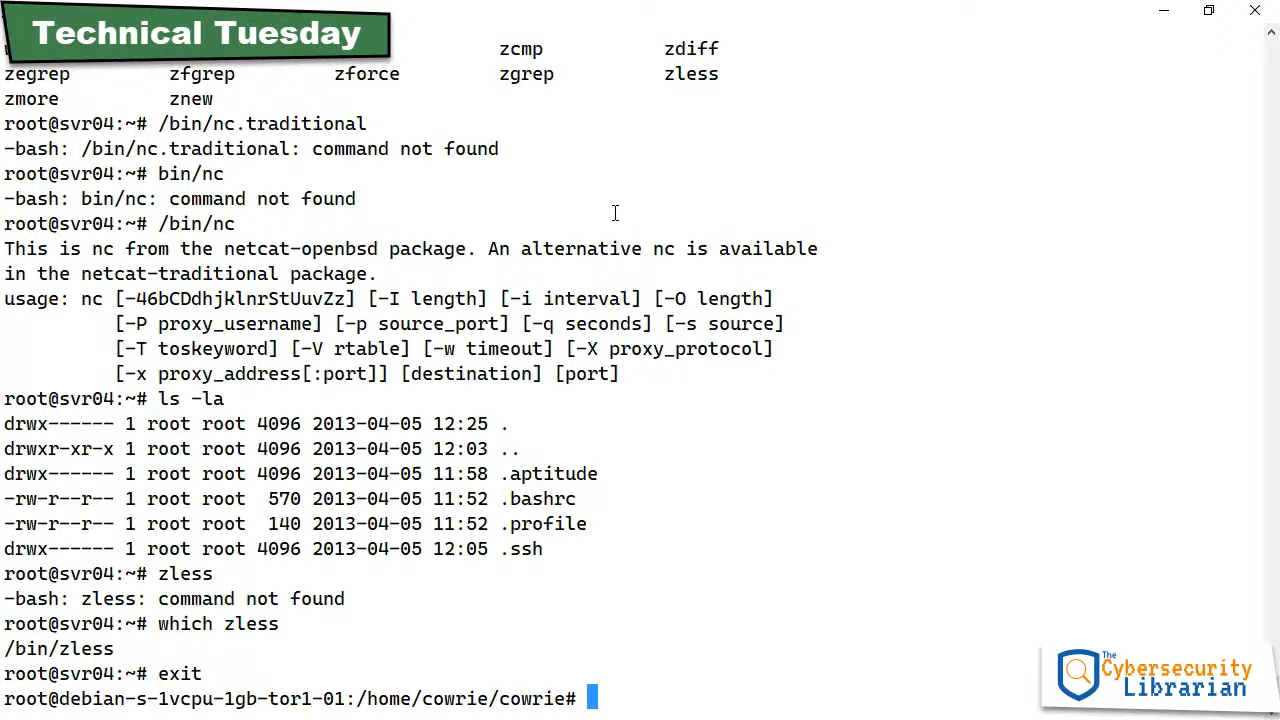 Technical Tuesday
zcmp zdiff
zegrep zfgrep zforce zgrep zless
zmore znew
root@svr04:~# /bin/nc.traditional
-bash: /bin/nc.traditional: command not found
root@svr04:~# bin/nc
-bash: bin/nc: command not found
root@svr04:~# /bin/nc
This is nc from the netcat-openbsd package. An alternative nc is available
in the netcat-traditional package.
usage: nc [-46bCDdhjklnrStUuvZz] [-I length] [-i interval] [-O length]
[-P proxy_username] [-p source_port] [-q seconds] [-s source]
[-T toskeyword] [-V rtable] [-w timeout] [-X proxy_protocol]
[-x proxy_address[:port]] [destination] [port]
root@svr04:~# ls -la
drwx------ 1 root root 4096 2013-04-05 12:25 .
drwxr-xr-x 1 root root 4096 2013-04-05 12:03 ..
drwx------ 1 root root 4096 2013-04-05 11:58 .aptitude
-rw-r--r-- 1 root root  570 2013-04-05 11:52 .bashrc
-rw-r--r-- 1 root root  140 2013-04-05 11:52 .profile
drwx------ 1 root root 4096 2013-04-05 12:05 .ssh
root@svr04:~# zless
-bash: zless: command not found
root@svr04:~# which zless
/bin/zless
root@svr04:~# exit
root@debian-s-1vcpu-1gb-tor1-01:/home/cowrie/cowrie#
The
Cybersecurity
Librarian